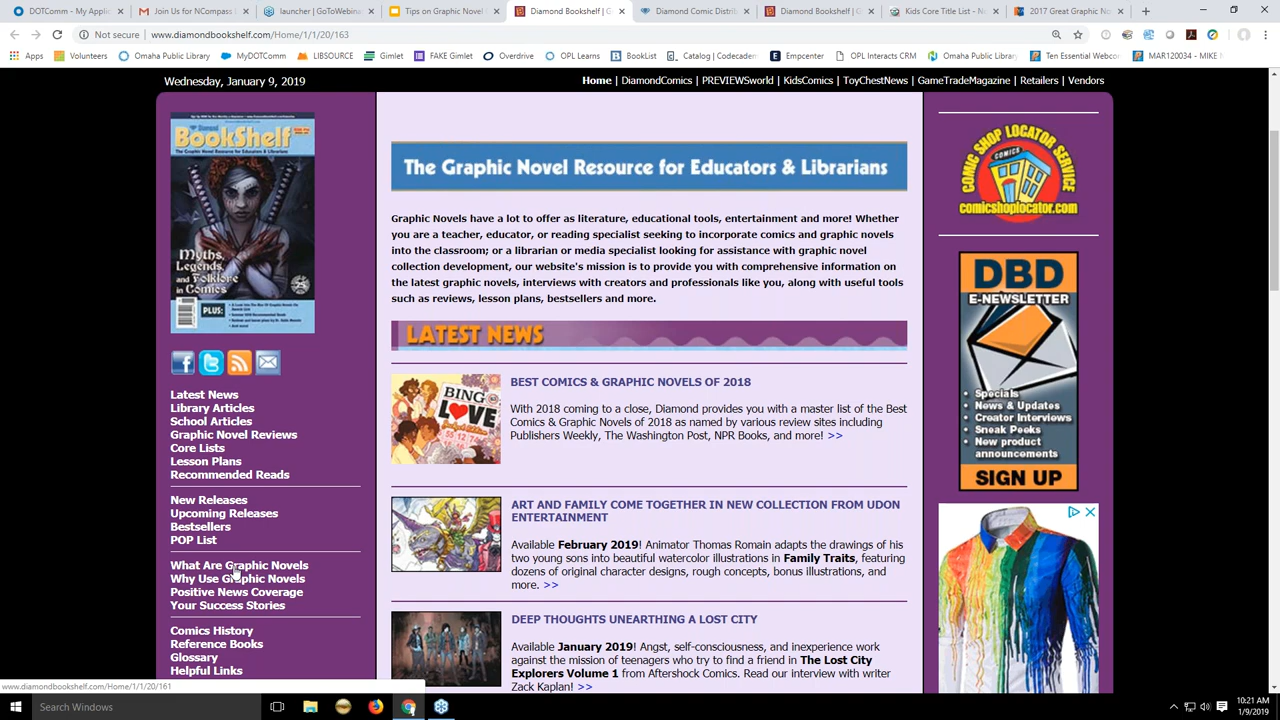 DOTComm - My Apps
Join Us for NCompass
launcher | GoToWebina
Tips on Graphic Novel
Diamond Bookshelf | G
Diamond Comic Distrib
Diamond Bookshelf | G
Kids Core Title List - Ne
2017 Great Graphic No
Not secure | www.diamondbookshelf.com/Home/1/1/20/163
Apps Volunteers Omaha Public Library MyDOTComm LIBSOURCE Gimlet FAKE Gimlet Overdrive OPL Learns BookList Catalog | Codecaden Empcenter OPL Interacts CRM Omaha Public Library Ten Essential Webco MAR120034 - MIKE M
Wednesday, January 9, 2019
Home | DiamondComics | PREVIEWSworld | KidsComics | ToyChestNews | GameTradeMagazine | Retailers | Vendors
Diamond
BOOKSHELF
The Graphic Novel Resource for Educators & Librarians
Myths,
Legends,
and Folklore
in Comics
PLUS:
Latest News
Library Articles
School Articles
Graphic Novel Reviews
Core Lists
Lesson Plans
Recommended Reads
New Releases
Upcoming Releases
Bestsellers
POP List
What Are Graphic Novels
Why Use Graphic Novels
Positive News Coverage
Your Success Stories
Comics History
Reference Books
Glossary
Helpful Links
The Graphic Novel Resource for Educators & Librarians
Graphic Novels have a lot to offer as literature, educational tools, entertainment and more! Whether
you are a teacher, educator, or reading specialist seeking to incorporate comics and graphic novels
into the classroom; or a librarian or media specialist looking for assistance with graphic novel
collection development, our website's mission is to provide you with comprehensive information on
the latest graphic novels, interviews with creators and professionals like you, along with useful tools
such as reviews, lesson plans, bestsellers and more.
LATEST NEWS
BING
LOVE
BEST COMICS & GRAPHIC NOVELS OF 2018
With 2018 coming to a close, Diamond provides you with a master list of the Best
Comics & Graphic Novels of 2018 as named by various review sites including
Publishers Weekly, The Washington Post, NPR Books, and more! >>
ART AND FAMILY COME TOGETHER IN NEW COLLECTION FROM UDON
ENTERTAINMENT
Available February 2019! Animator Thomas Romain adapts the drawings of his
two young sons into beautiful watercolor illustrations in Family Traits, featuring
dozens of original character designs, rough concepts, bonus illustrations, and
more. >>
DEEP THOUGHTS UNEARTHING A LOST CITY
Available January 2019! Angst, self-consciousness, and inexperience work
against the mission of teenagers who try to find a friend in The Lost City
Explorers Volume 1 from Aftershock Comics. Read our interview with writer
Zack Kaplan! >>
COMIC SHOP LOCATOR SERVICE
comicshoplocator.com
DBD
E-NEWSLETTER
• Specials
• News & Updates
• Creator Interviews
• Sneak Peeks
• New product
announcements
SIGN UP
www.diamondbookshelf.com/Home/1/1/20/161
Search Windows
10:21 AM
1/9/2019